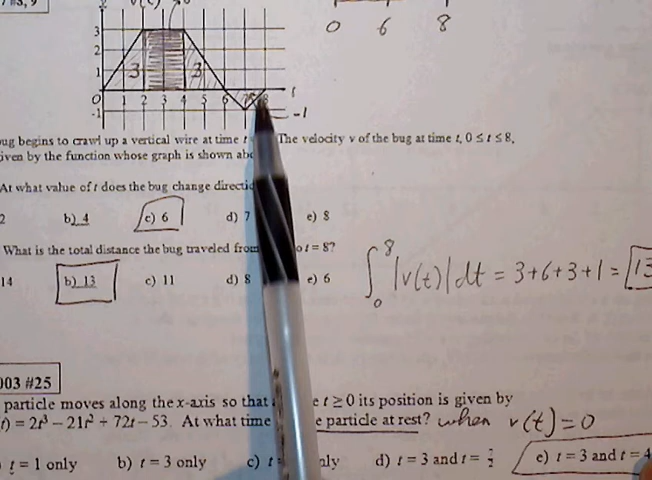 3
2
1
O 1 2 3 4 5 6 7 8 t
-1
3 3
-1
0 6 8
ug begins to crawl up a vertical wire at time t The velocity v of the bug at time t, 0 ≤ t ≤ 8,
iven by the function whose graph is shown abo
At what value of t does the bug change directi
2 b) 4 c) 6 d) 7 e) 8
What is the total distance the bug traveled from o t = 8?
14 b) 13 c) 11 d) 8 e) 6
∫₀⁸ |v(t)| dt = 3+6+3+1 = 13
003 #25
particle moves along the x-axis so that e t ≥ 0 its position is given by
t) = 2t³ – 21t² + 72t – 53. At what time e particle at rest? when v(t) = 0
t = 1 only b) t = 3 only c) t nly d) t = 3 and t = 7/2 e) t = 3 and t = 4